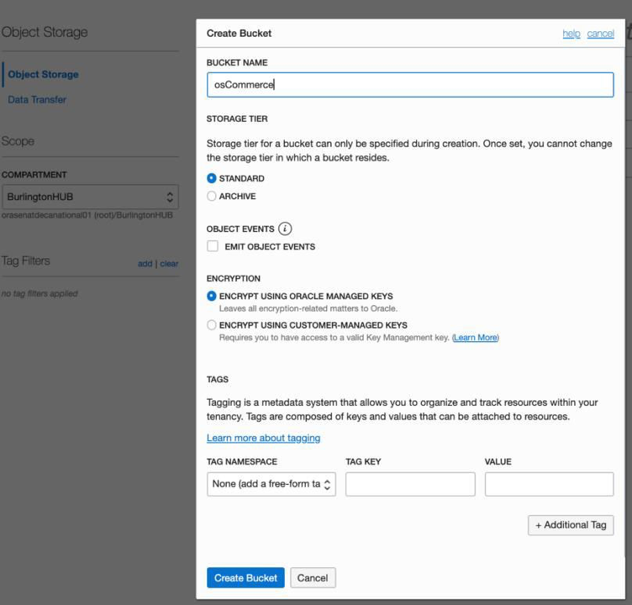 Object Storage
Object Storage
Data Transfer
Scope
COMPARTMENT
BurlingtonHUB
orasenatdecanational01 (root)/BurlingtonHUB
Tag Filters
add | clear
no tag filters applied
Create Bucket
help cancel
BUCKET NAME
osCommerce
STORAGE TIER
Storage tier for a bucket can only be specified during creation. Once set, you cannot change
the storage tier in which a bucket resides.
STANDARD
ARCHIVE
OBJECT EVENTS i
EMIT OBJECT EVENTS
ENCRYPTION
ENCRYPT USING ORACLE MANAGED KEYS
Leaves all encryption-related matters to Oracle.
ENCRYPT USING CUSTOMER-MANAGED KEYS
Requires you to have access to a valid Key Management key. (Learn More)
TAGS
Tagging is a metadata system that allows you to organize and track resources within your
tenancy. Tags are composed of keys and values that can be attached to resources.
Learn more about tagging
TAG NAMESPACE TAG KEY VALUE
None (add a free-form ta
+ Additional Tag
Create Bucket Cancel